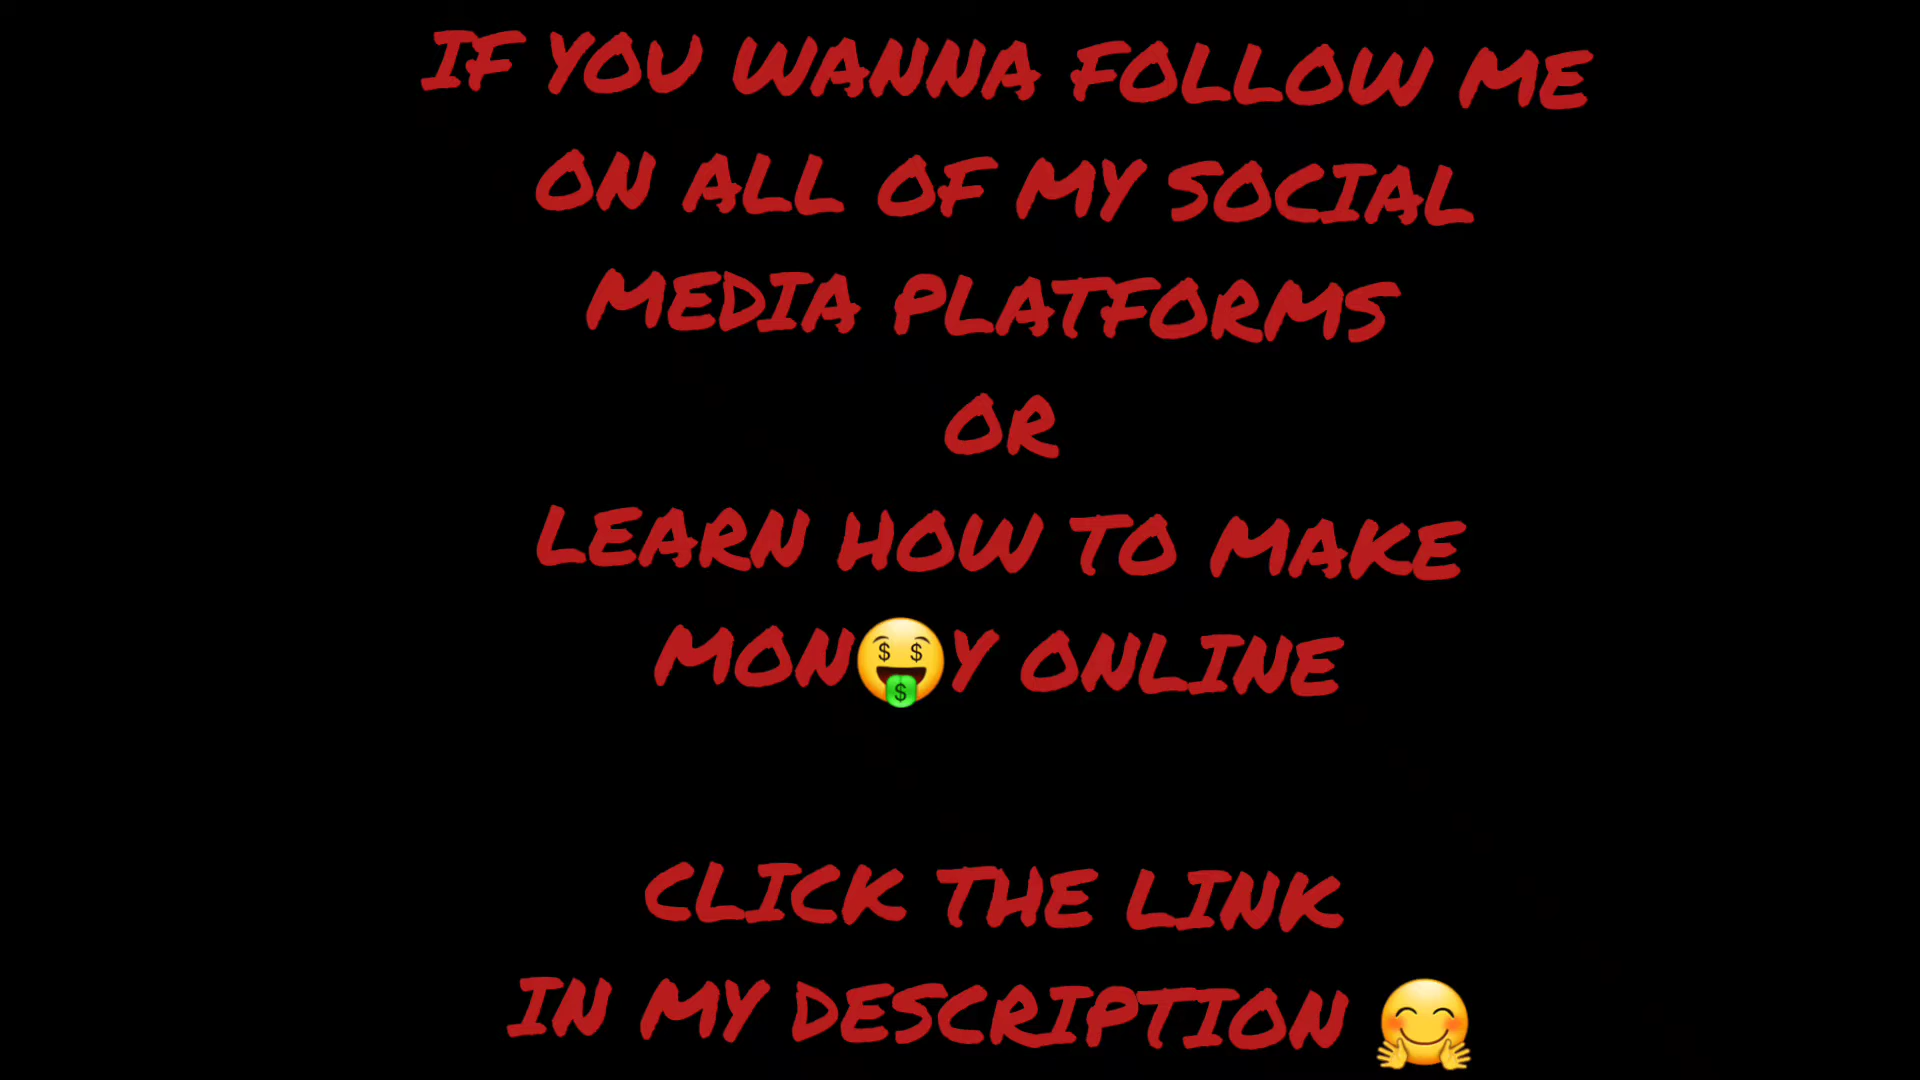 IF YOU WANNA FOLLOW ME
ON ALL OF MY SOCIAL
MEDIA PLATFORMS
OR
LEARN HOW TO MAKE
MON🤑Y ONLINE
CLICK THE LINK
IN MY DESCRIPTION 🤗